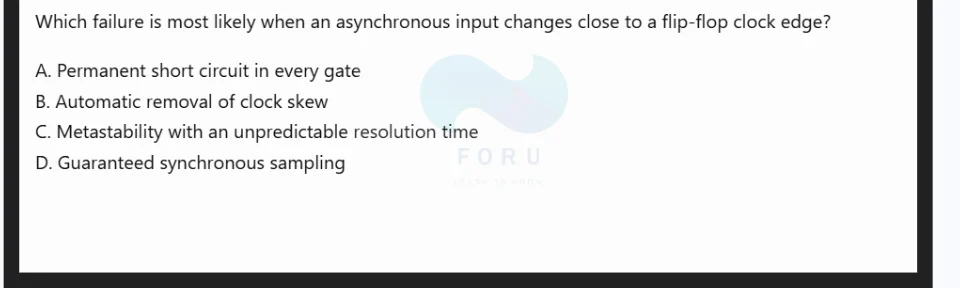 Which failure is most likely when an asynchronous input changes close to a flip-flop clock edge?
A. Permanent short circuit in every gate
B. Automatic removal of clock skew
C. Metastability with an unpredictable resolution time
D. Guaranteed synchronous sampling
FORU